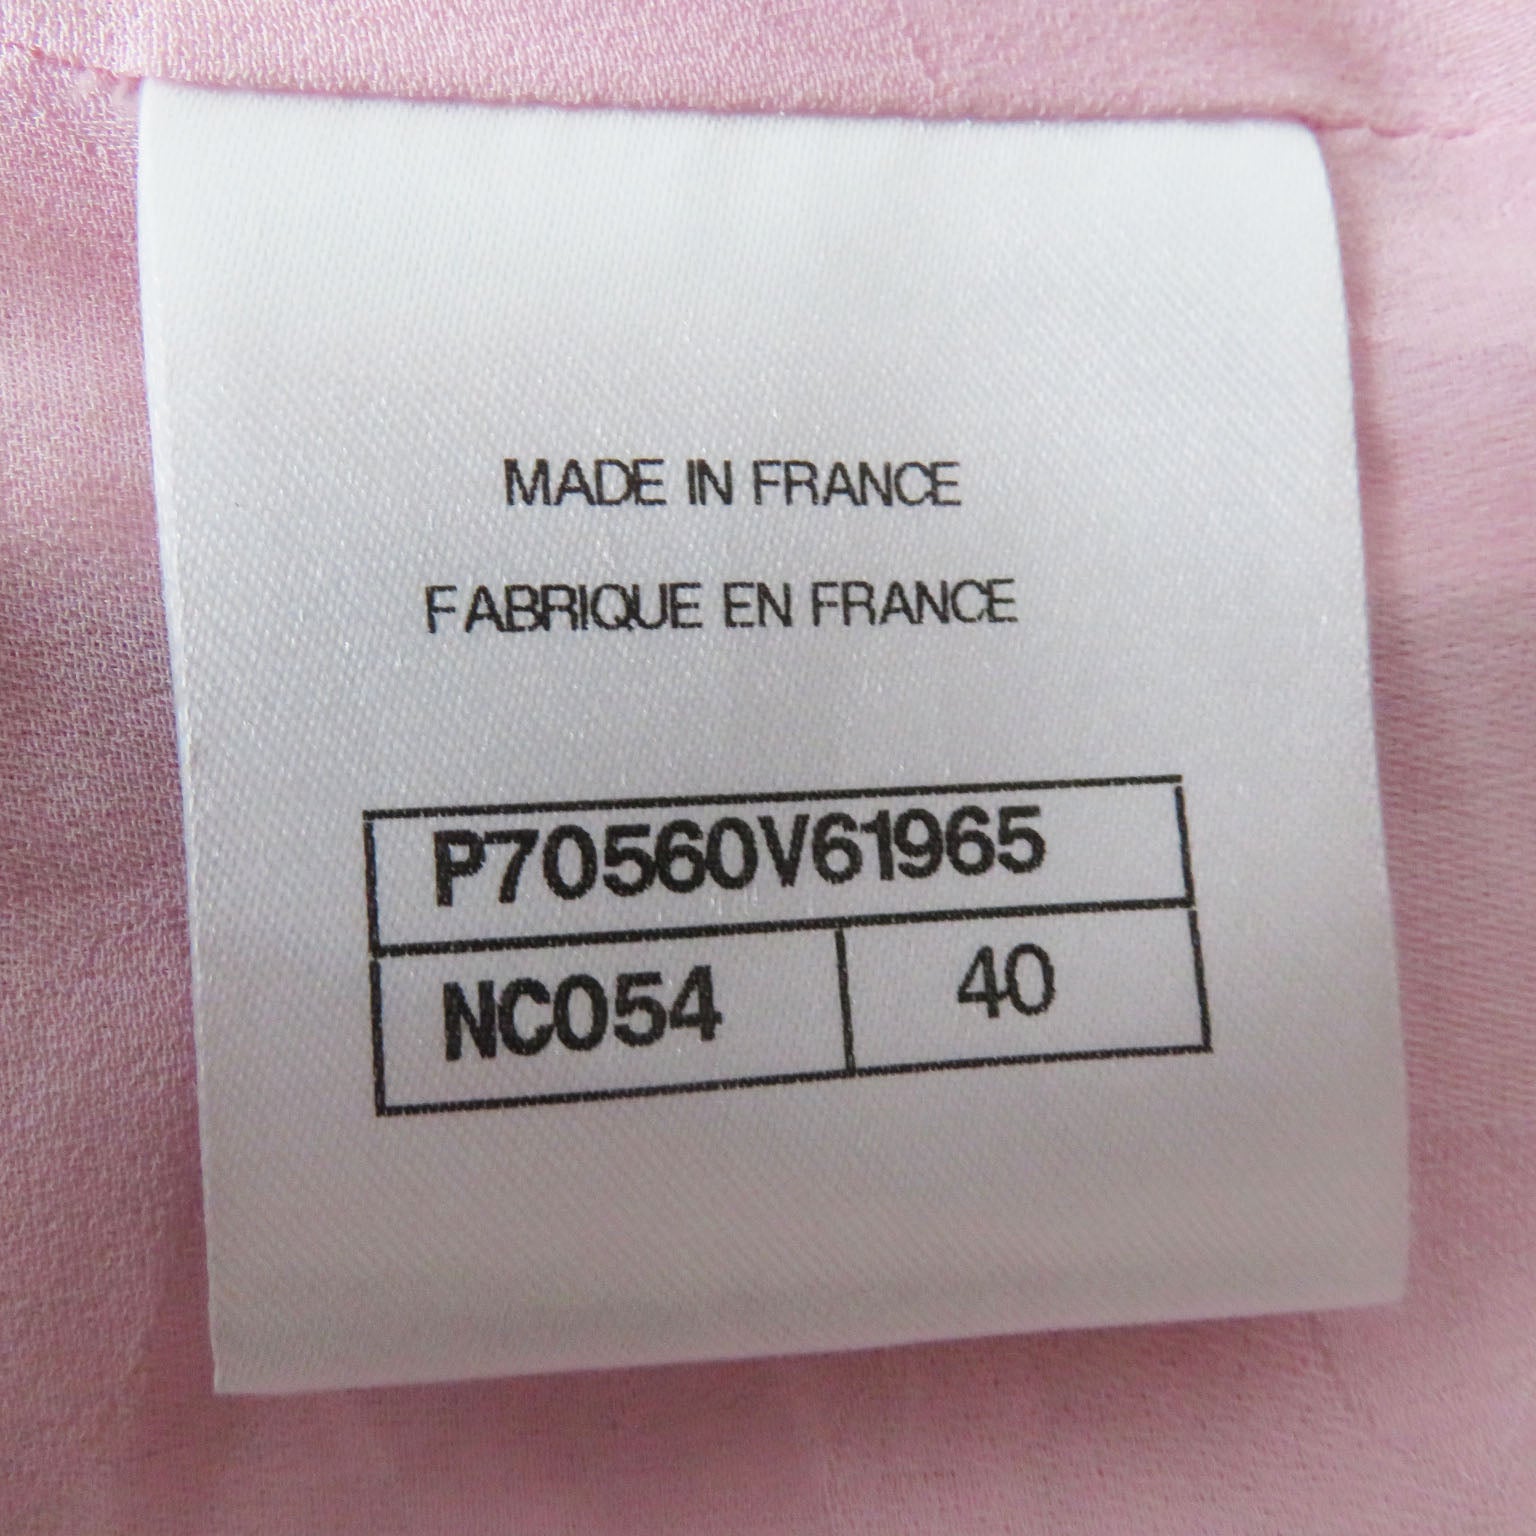 MADE IN FRANCE
FABRIQUE EN FRANCE
P70560V61965
NC054 40